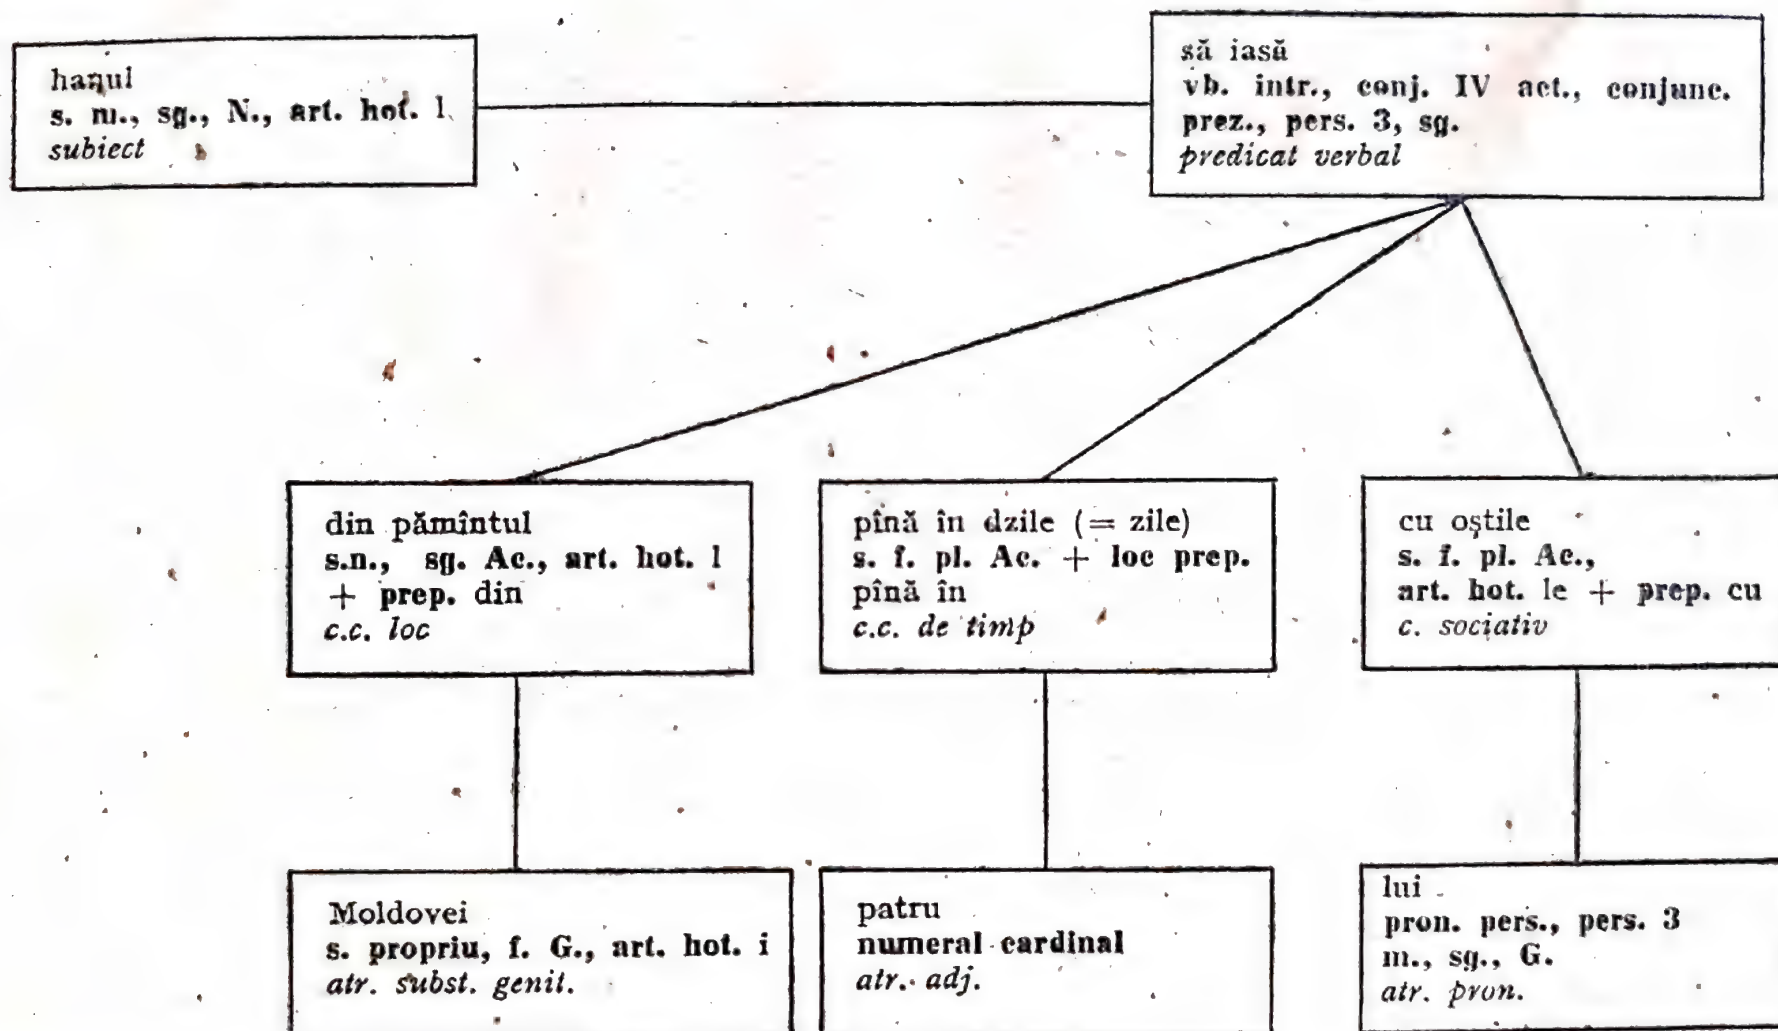 hanul
s. m., sg., N., art. hot. l
subiect
să iasă
vb. intr., conj. IV act., conjunc.
prez., pers. 3, sg.
predicat verbal
din pămîntul
s.n., sg. Ac., art. hot. l
+ prep. din
c.c. loc
pînă în dzile (= zile)
s. f. pl. Ac. + loc prep.
pînă în
c.c. de timp
cu oştile
s. f. pl. Ac.,
art. hot. le + prep. cu
c. sociativ
Moldovei
s. propriu, f. G., art. hot. i
atr. subst. genit.
patru
numeral cardinal
atr. adj.
lui
pron. pers., pers. 3
m., sg., G.
atr. pron.